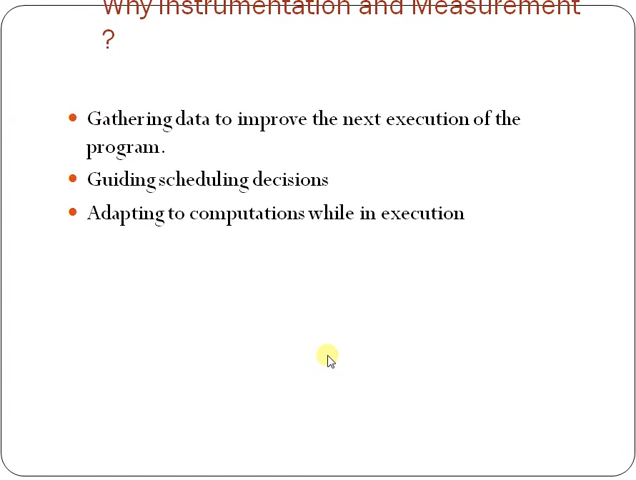 Why Instrumentation and Measurement
?
Gathering data to improve the next execution of the
program.
Guiding scheduling decisions
Adapting to computations while in execution